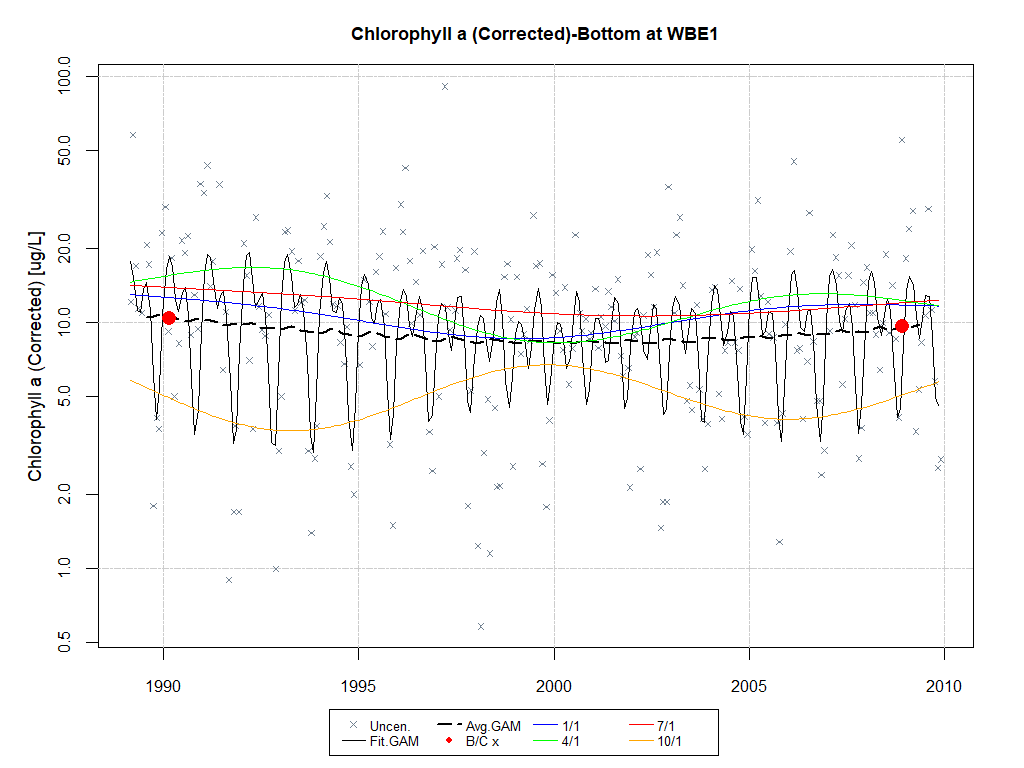 Chlorophyll a (Corrected)-Bottom at WBE1
Chlorophyll a (Corrected) [ug/L]
100.0
50.0
20.0
10.0
5.0
2.0
1.0
0.5
1990 1995 2000 2005 2010
Uncen. Avg.GAM 1/1 7/1
Fit.GAM B/C x 4/1 10/1